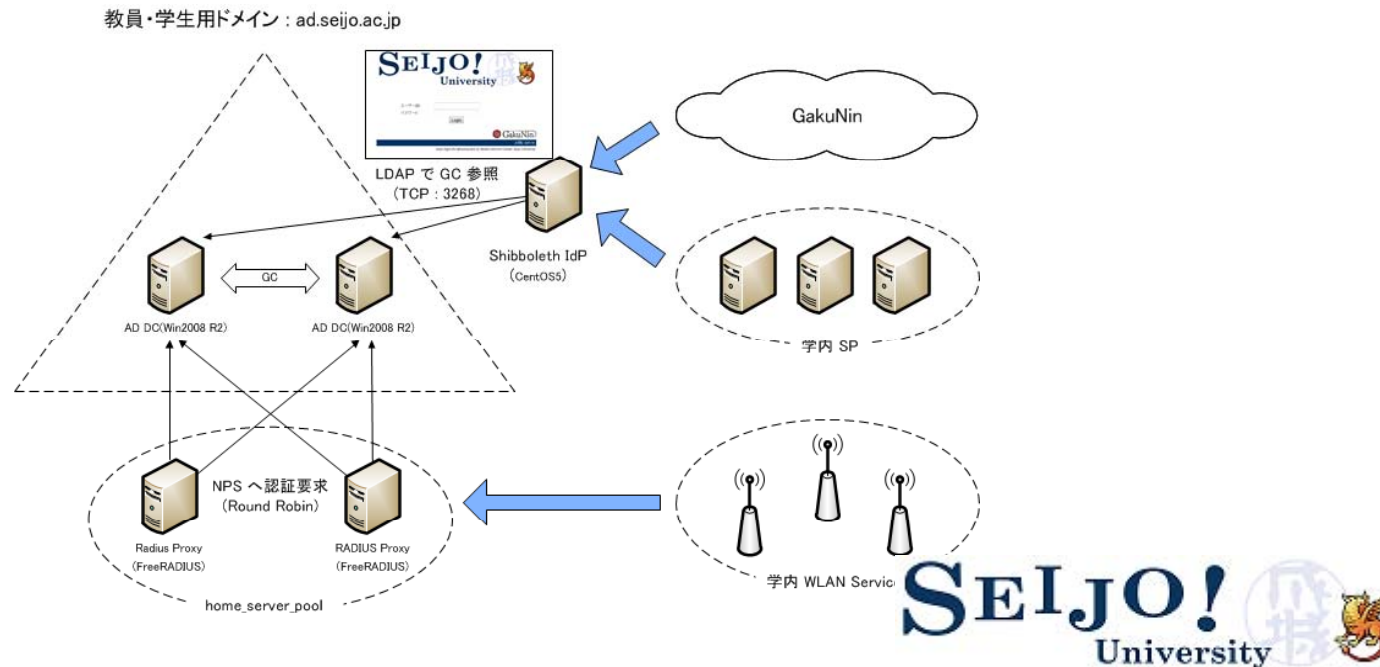 教員・学生用ドメイン : ad.seijo.ac.jp
SEIJO!
University
Login
GakuNin
GakuNin
LDAP で GC 参照
(TCP : 3268)
Shibboleth IdP
(CentOS5)
GC
AD DC(Win2008 R2)
AD DC(Win2008 R2)
学内 SP
NPS へ認証要求
(Round Robin)
Radius Proxy
(FreeRADIUS)
RADIUS Proxy
(FreeRADIUS)
home_server_pool
学内 WLAN Servic
SEIJO!
University